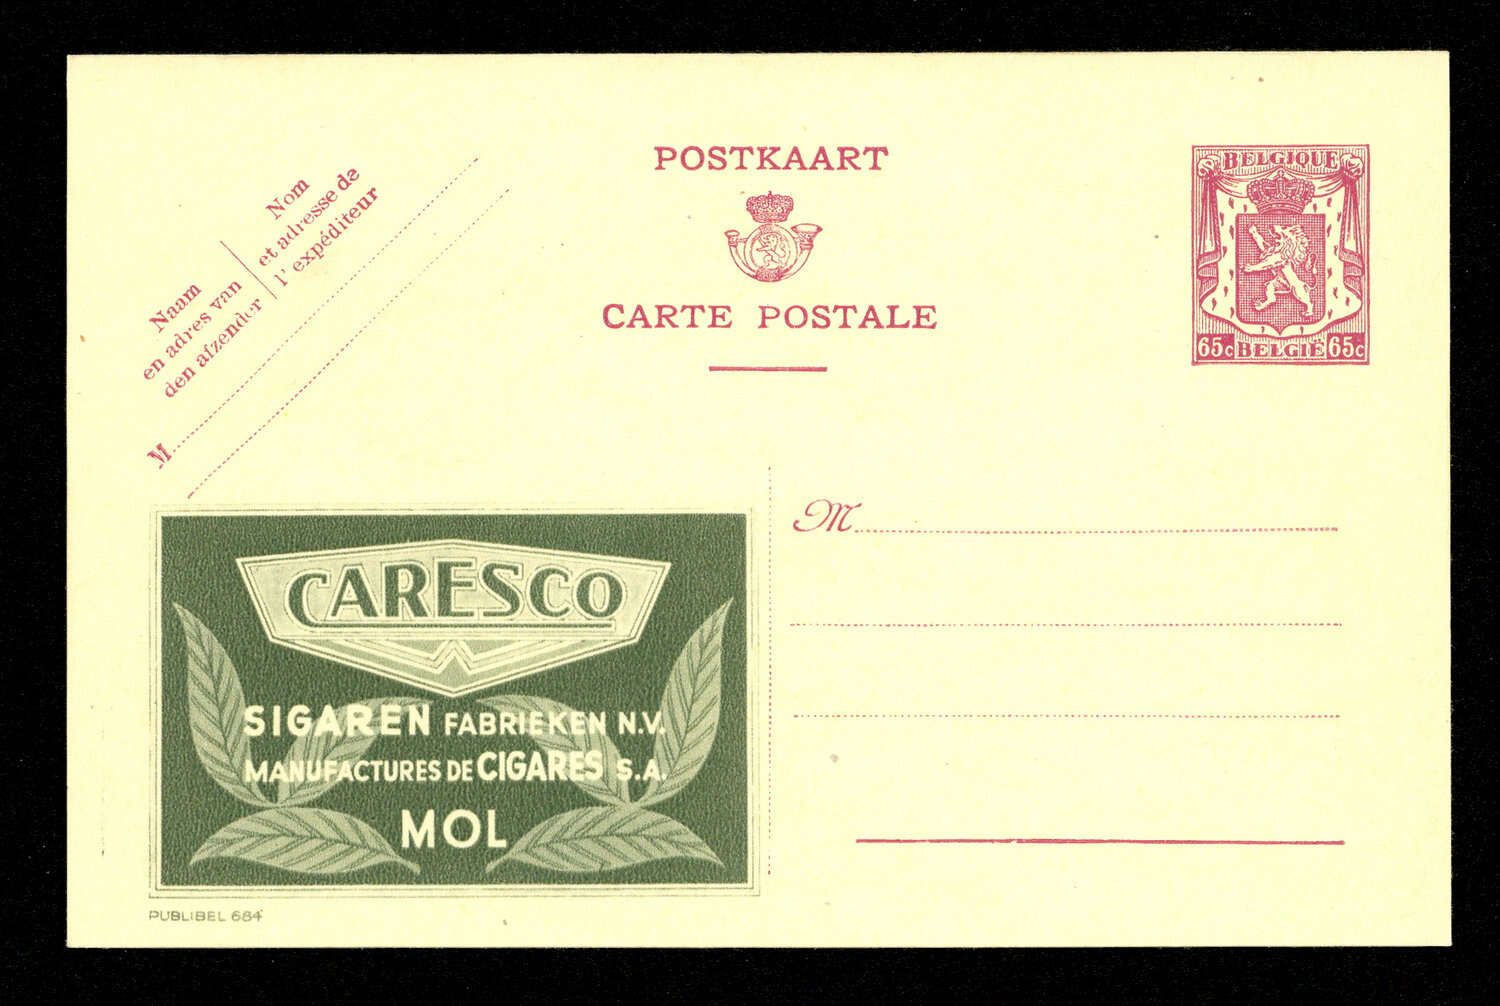 POSTKAART
CARTE POSTALE
BELGIQUE
65c BELGIË 65c
Naam
en adres van
den afzender
Nom
et adresse de
l'expéditeur
M
M
CARESCO
SIGAREN FABRIEKEN N.V.
MANUFACTURES DE CIGARES S.A.
MOL
PUBLIBEL 684